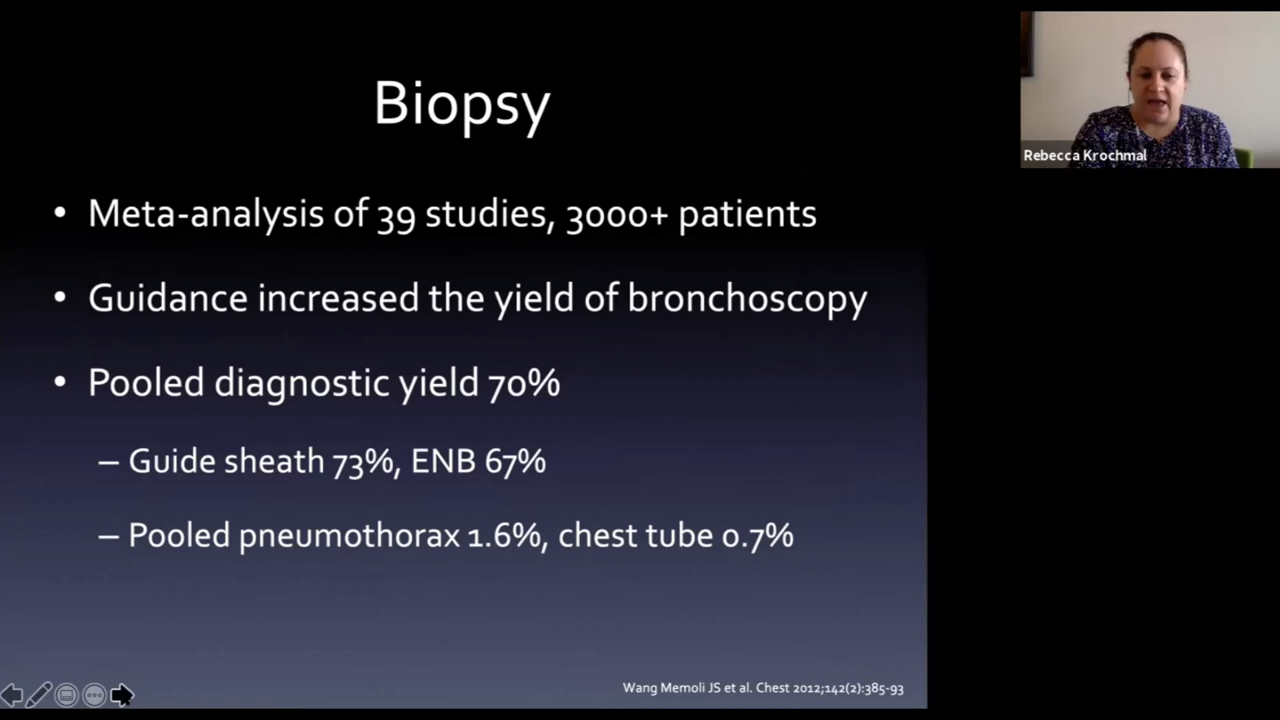 Biopsy
• Meta-analysis of 39 studies, 3000+ patients
• Guidance increased the yield of bronchoscopy
• Pooled diagnostic yield 70%
– Guide sheath 73%, ENB 67%
– Pooled pneumothorax 1.6%, chest tube 0.7%
Wang Memoli JS et al. Chest 2012;142(2):385-93
Rebecca Krochmal